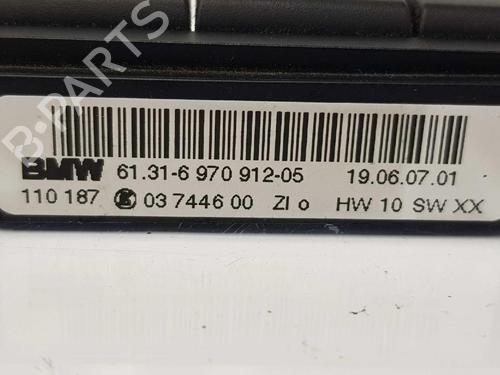 B-PARTS
BMW 61.31-6 970 912-05 19.06.07.01
110 187 03 7446 00 ZI o HW 10 SW XX